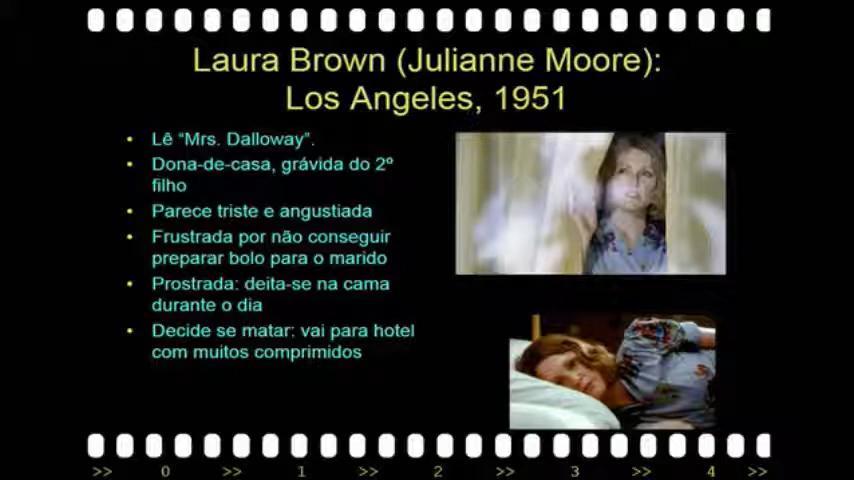 Laura Brown (Julianne Moore):
Los Angeles, 1951
• Lê “Mrs. Dalloway”.
• Dona-de-casa, grávida do 2º
filho
• Parece triste e angustiada
• Frustrada por não conseguir
preparar bolo para o marido
• Prostrada: deita-se na cama
durante o dia
• Decide se matar: vai para hotel
com muitos comprimidos
>> 0 >> 1 >> 2 >> 3 >> 4 >>